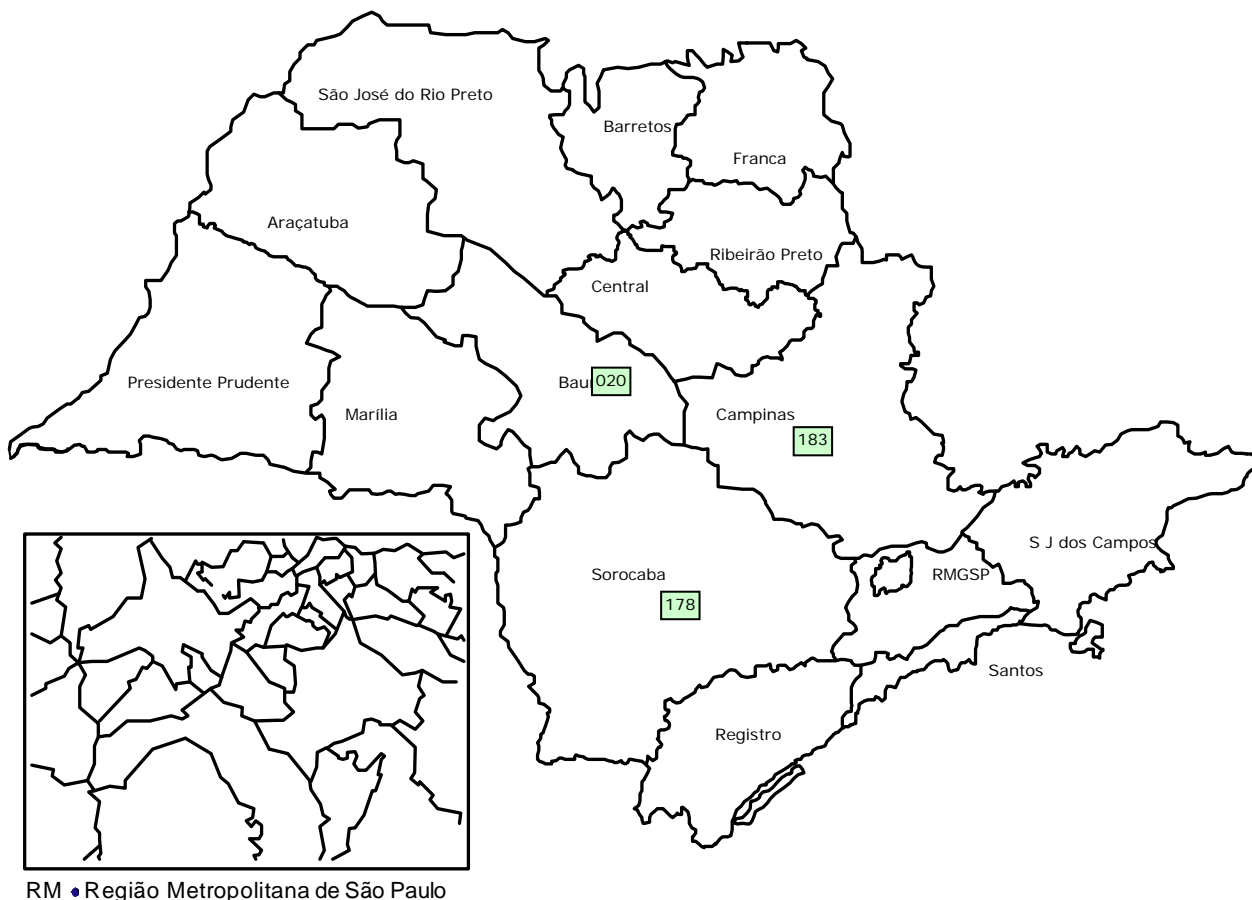 São José do Rio Preto
Barretos
Franca
Araçatuba
Ribeirão Preto
Central
Presidente Prudente
Bau
020
Marília
Campinas
183
S J dos Campos
Sorocaba
RMGSP
178
Santos
Registro
RM • Região Metropolitana de São Paulo